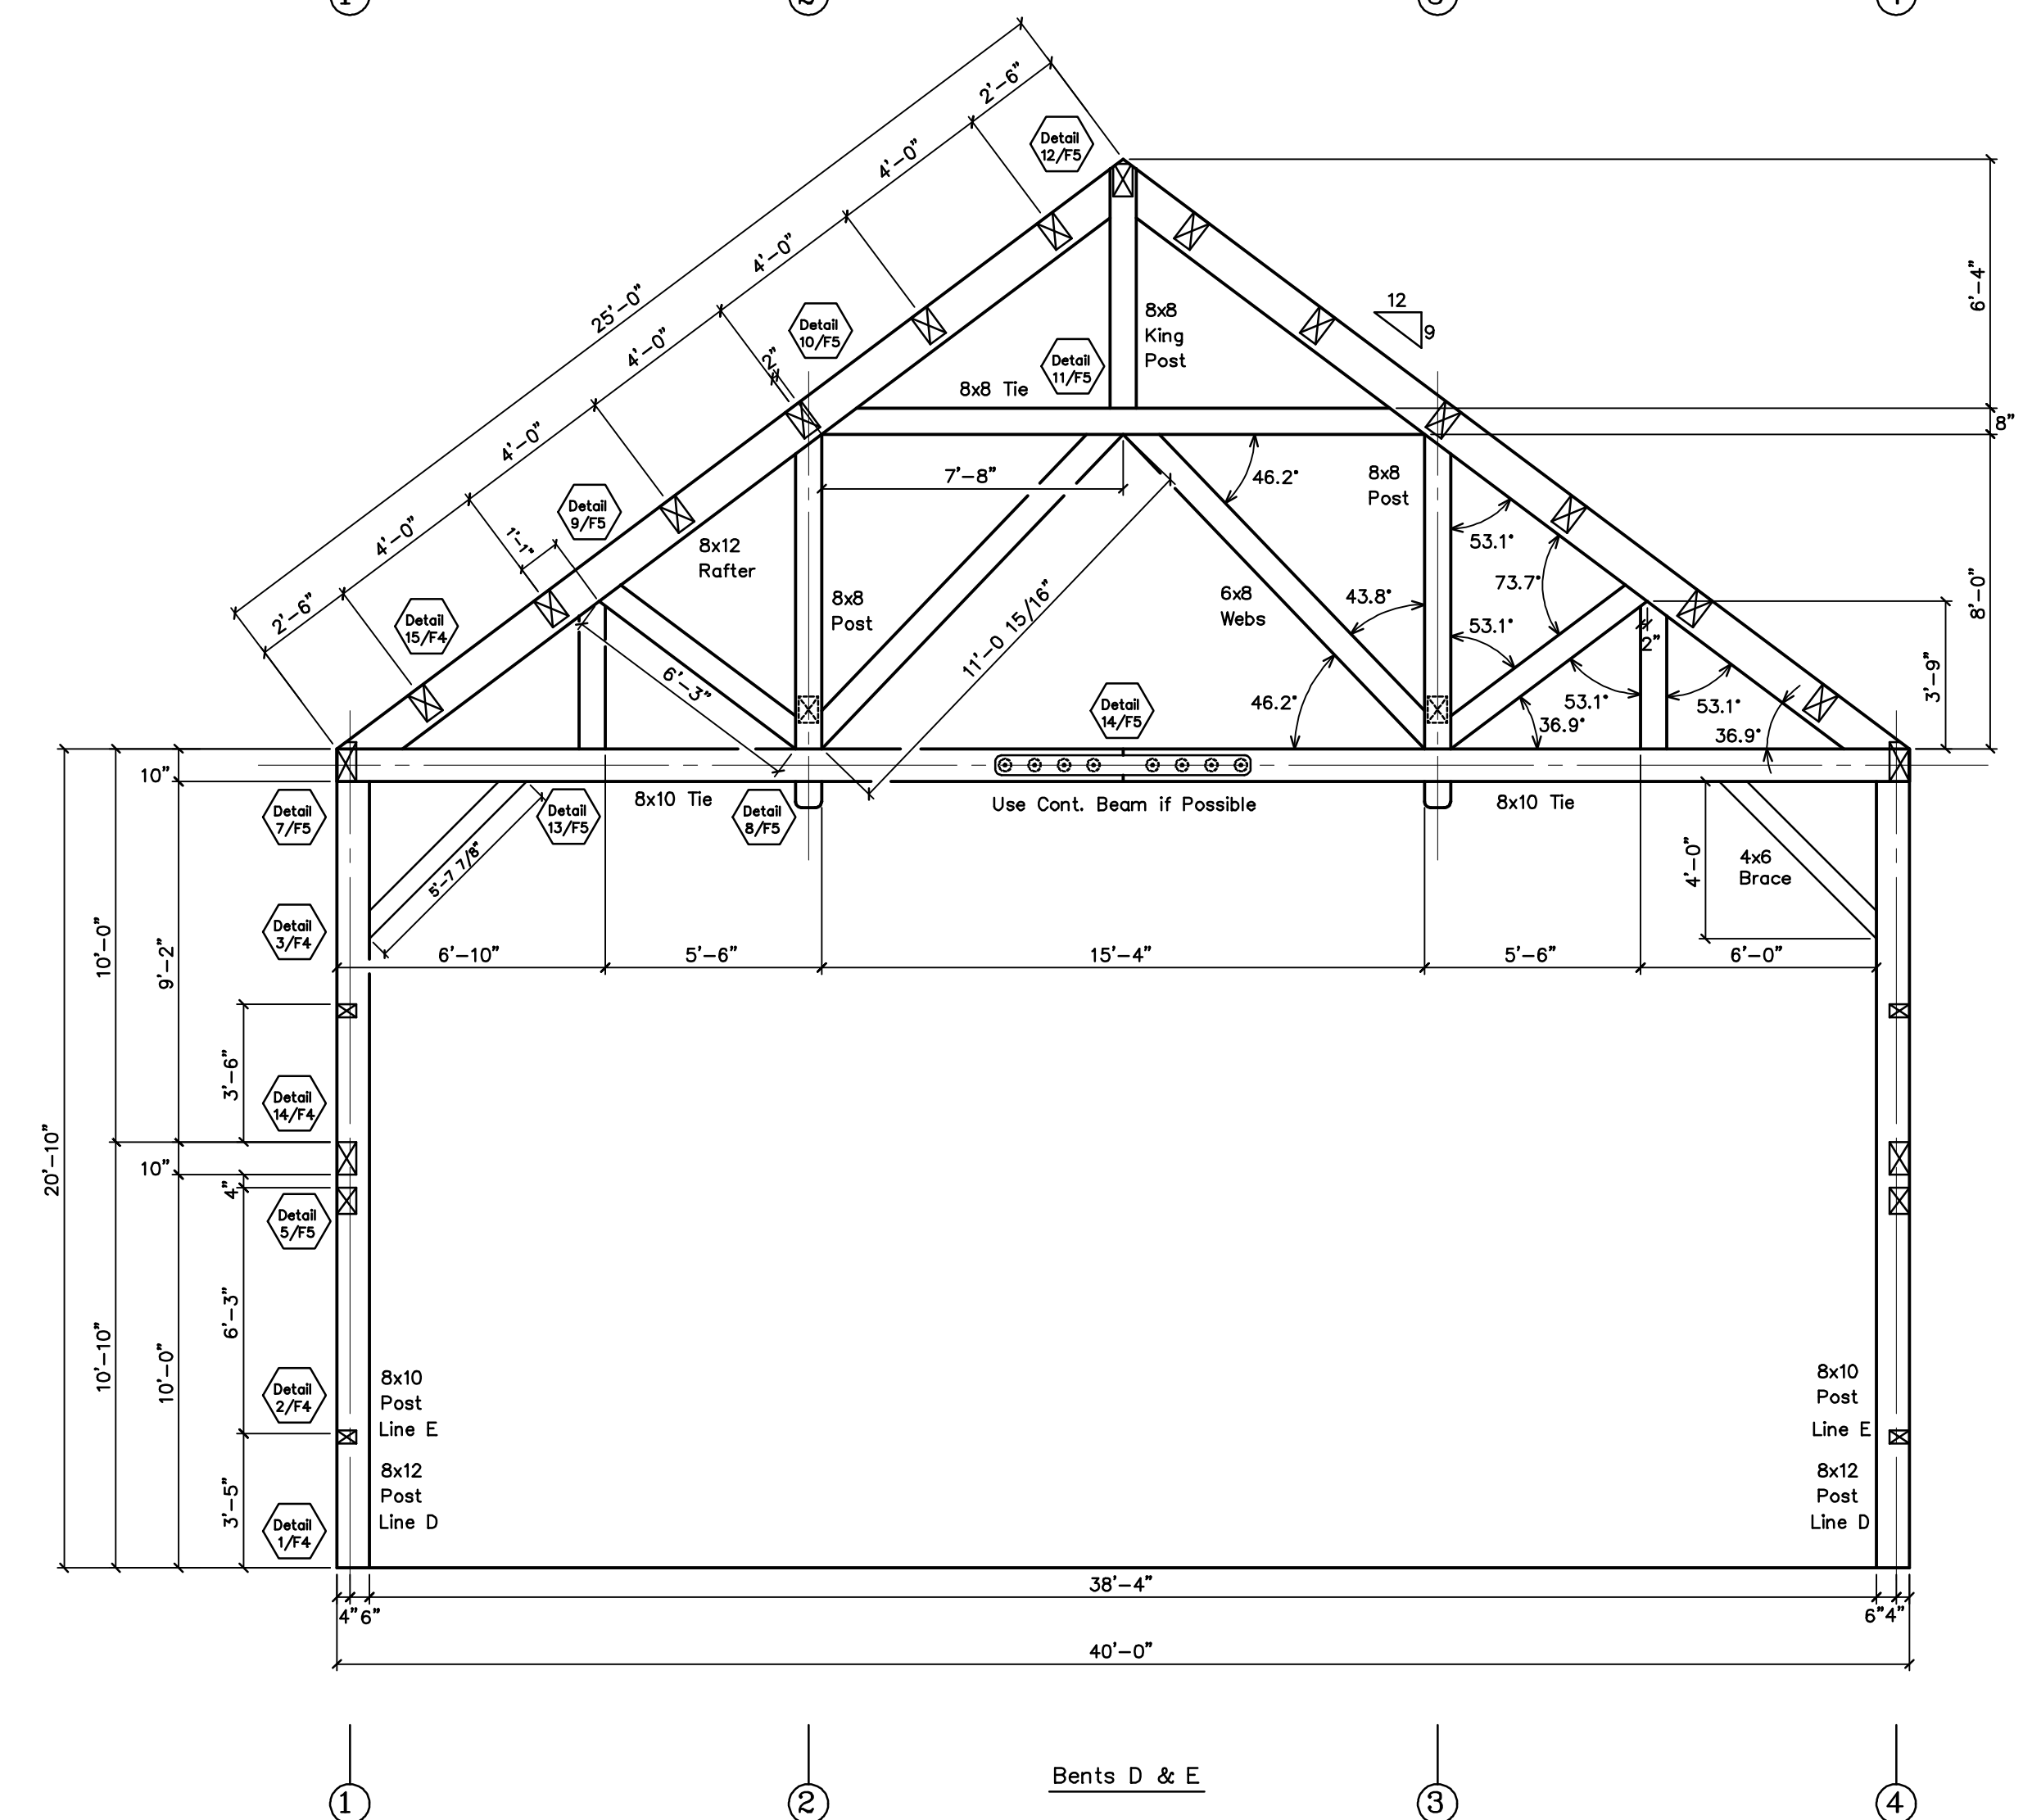 1
2
3
4
2'-6"
4'-0"
4'-0"
4'-0"
4'-0"
4'-0"
2'-6"
25'-0"
2"
1'-1"
Detail
12/F5
Detail
10/F5
Detail
11/F5
Detail
9/F5
Detail
15/F4
8x8
King
Post
8x8 Tie
12
9
6'-4"
8"
8'-0"
3'-9"
7'-8"
46.2°
8x8
Post
53.1°
73.7°
43.8°
53.1°
2"
8x12
Rafter
8x8
Post
6x8
Webs
6'-3"
11'-0 15/16"
46.2°
53.1°
36.9°
53.1°
36.9°
Detail
14/F5
10"
Detail
7/F5
Detail
13/F5
8x10 Tie
Detail
8/F5
Use Cont. Beam if Possible
8x10 Tie
5'-7 7/8"
4'-0"
4x6
Brace
Detail
3/F4
6'-10"
5'-6"
15'-4"
5'-6"
6'-0"
10'-0"
9'-2"
3'-6"
Detail
14/F4
20'-10"
10"
4"
Detail
5/F5
6'-3"
10'-10"
10'-0"
Detail
2/F4
3'-5"
Detail
1/F4
8x10
Post
Line E
8x12
Post
Line D
8x10
Post
Line E
8x12
Post
Line D
38'-4"
4" 6"
6" 4"
40'-0"
Bents D & E
1
2
3
4